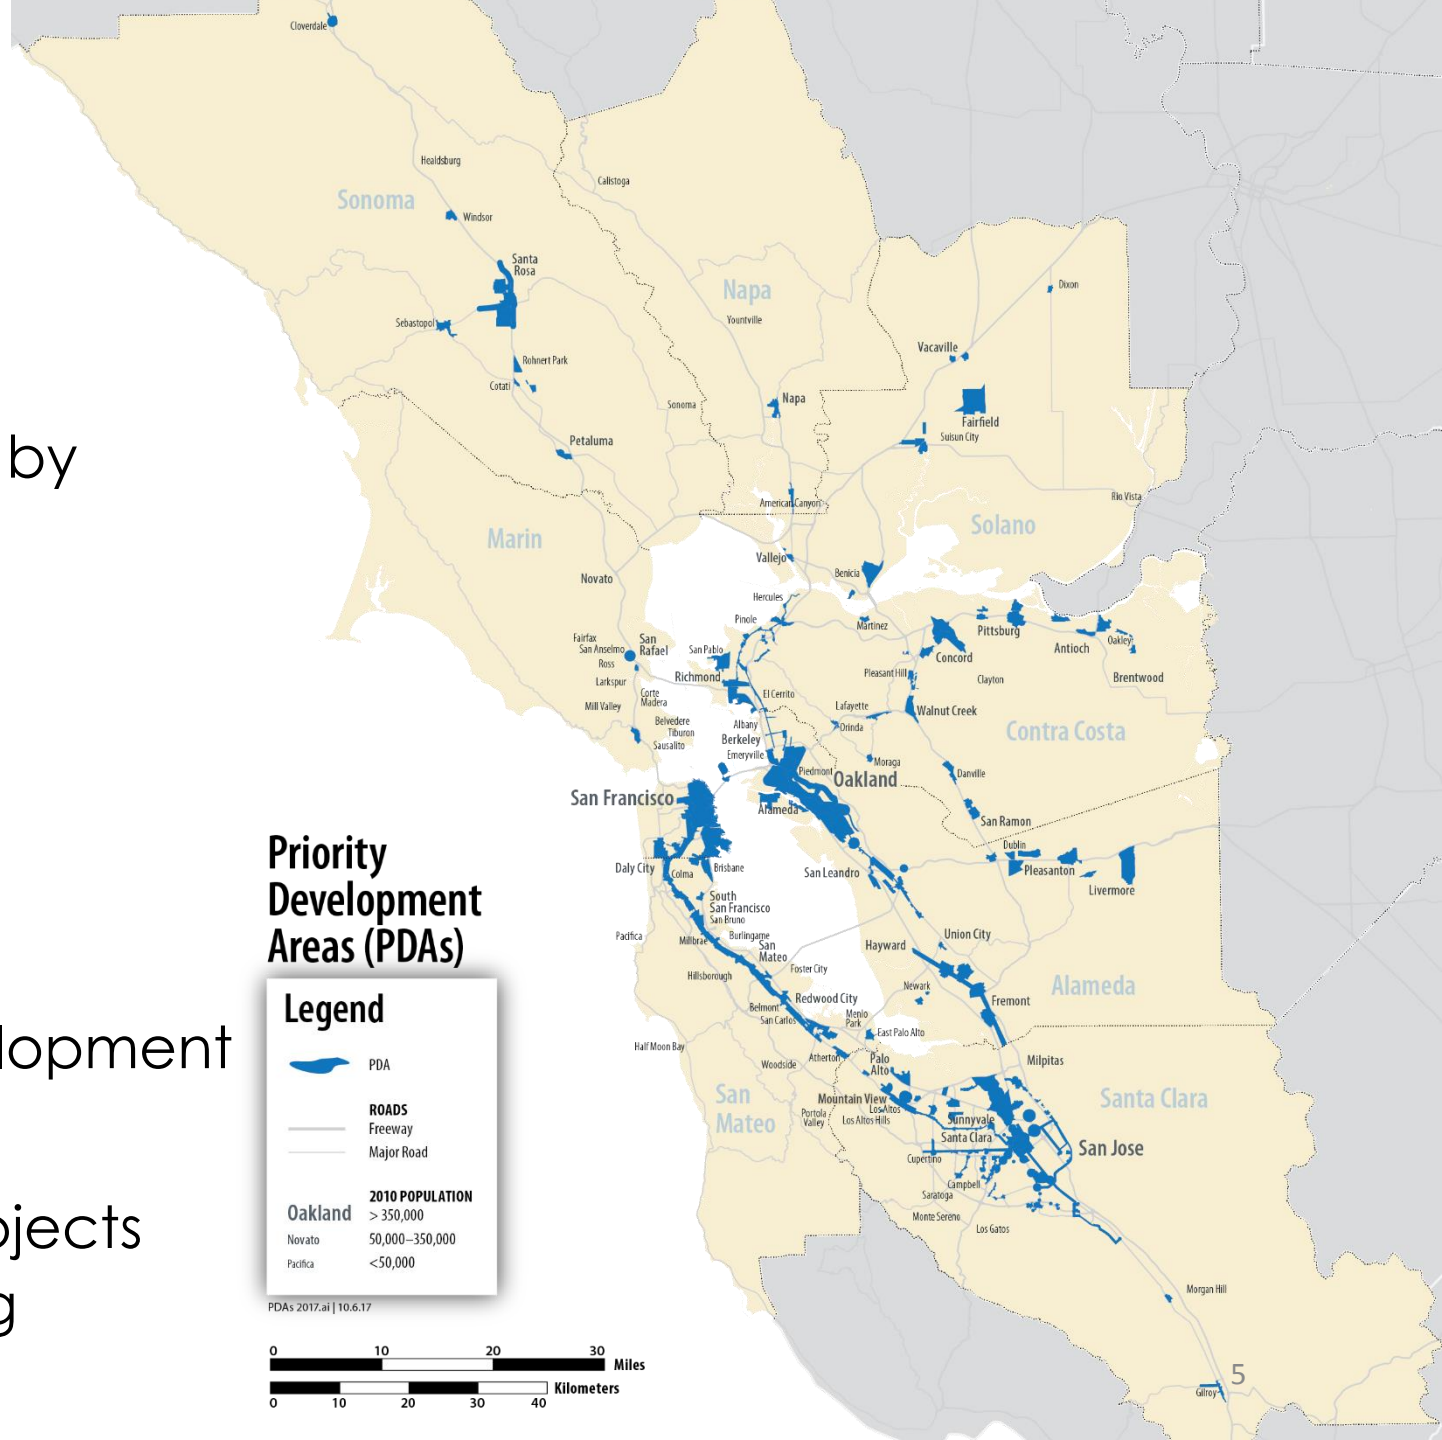 by
lopment
ojects
g
Priority
Development
Areas (PDAs)
Legend
PDA
ROADS
Freeway
Major Road
2010 POPULATION
Oakland > 350,000
Novato 50,000–350,000
Pacifica <50,000
PDAs 2017.ai | 10.6.17
0 10 20 30 Miles
Kilometers
0 10 20 30 40
Cloverdale
Healdsburg
Sonoma
Windsor
Santa
Rosa
Sebastopol
Rohnert Park
Cotati
Petaluma
Sonoma
Calistoga
Napa
Yountville
Napa
American Canyon
Dixon
Vacaville
Fairfield
Suisun City
Rio Vista
Solano
Vallejo
Benicia
Marin
Novato
Fairfax
San Anselmo
Ross
San
Rafael
Larkspur
Corte
Madera
Mill Valley
Belvedere
Tiburon
Sausalito
Hercules
Pinole
San Pablo
Richmond
El Cerrito
Albany
Berkeley
Emeryville
Piedmont
Oakland
Alameda
Martinez
Concord
Pittsburg
Antioch
Oakley
Brentwood
Clayton
Pleasant Hill
Walnut Creek
Lafayette
Orinda
Moraga
Contra Costa
Danville
San Ramon
Dublin
Pleasanton
Livermore
San Leandro
Hayward
Union City
Newark
Fremont
Alameda
San Francisco
Daly City
Colma
Brisbane
South
San Francisco
San Bruno
Pacifica
Millbrae
Burlingame
San
Mateo
Hillsborough
Foster City
Belmont
San Carlos
Redwood City
Menlo
Park
East Palo Alto
Half Moon Bay
Woodside
Atherton
Palo
Alto
San
Mateo
Portola
Valley
Mountain View
Los Altos
Los Altos Hills
Sunnyvale
Santa Clara
Cupertino
Campbell
Saratoga
Monte Sereno
Los Gatos
Milpitas
Santa Clara
San Jose
Morgan Hill
Gilroy
5